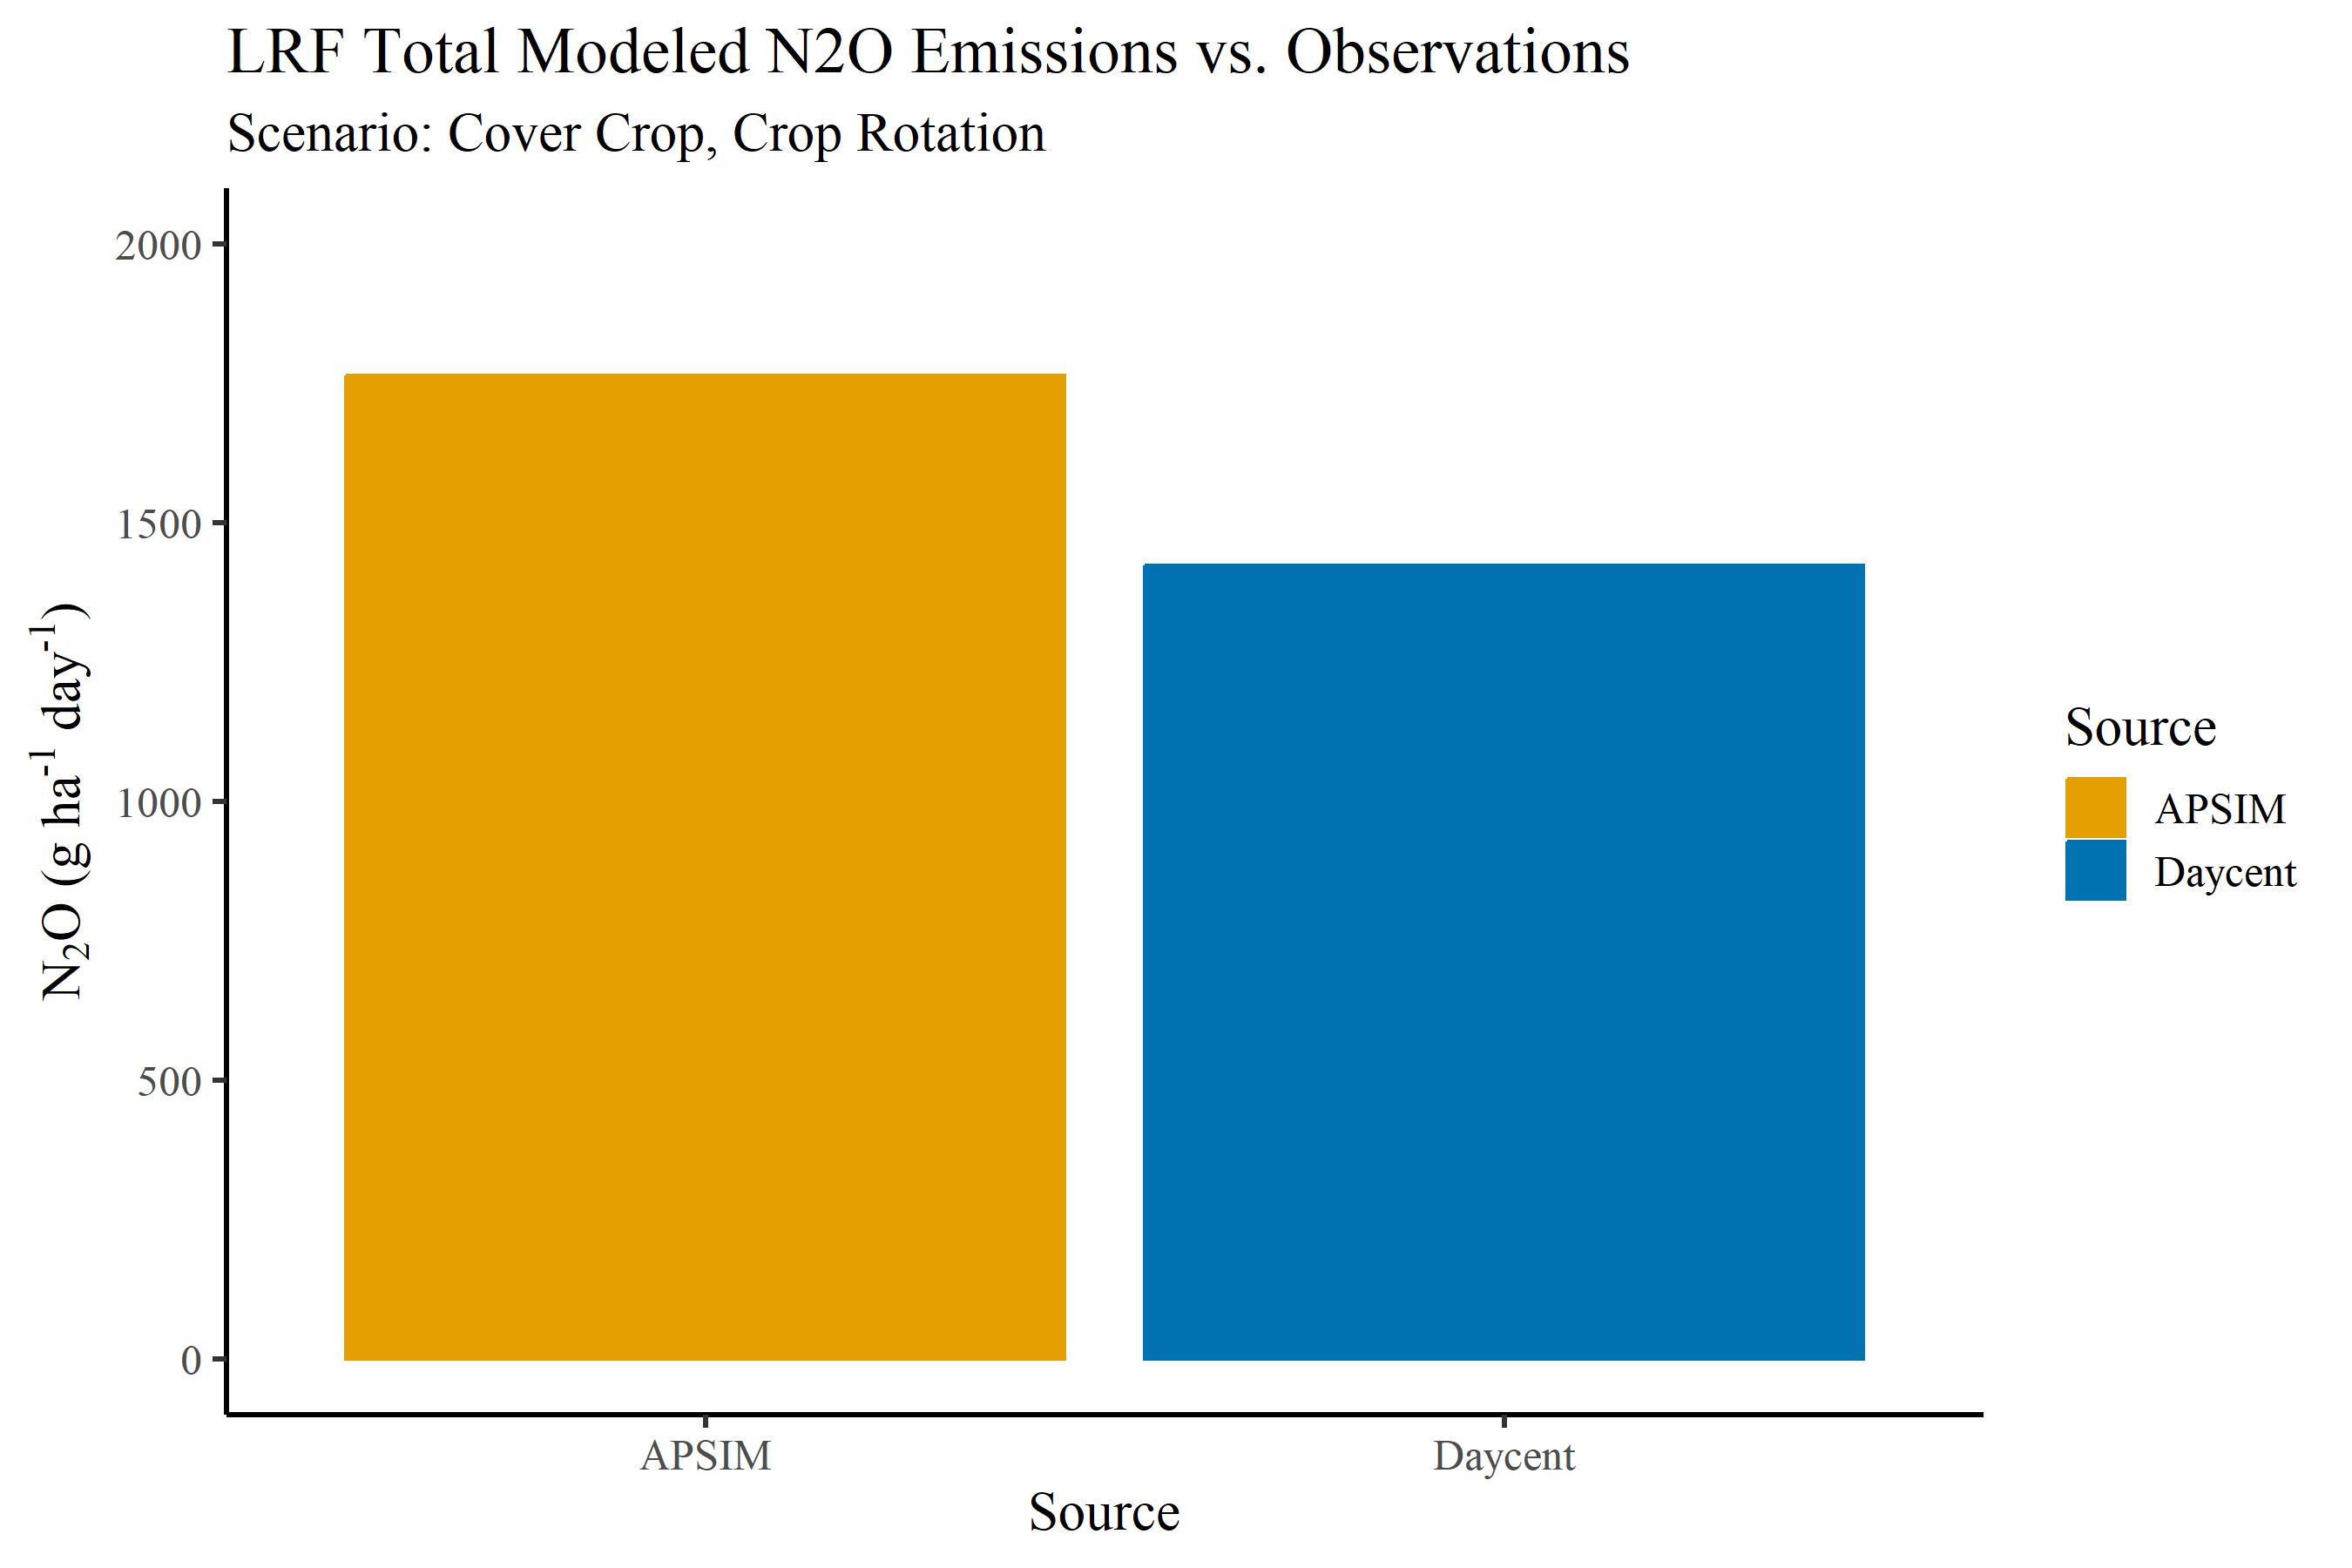 LRF Total Modeled N2O Emissions vs. Observations
Scenario: Cover Crop, Crop Rotation
2000
1500
1000
500
0
N₂O (g ha⁻¹ day⁻¹)
APSIM
Daycent
Source
Source
APSIM
Daycent